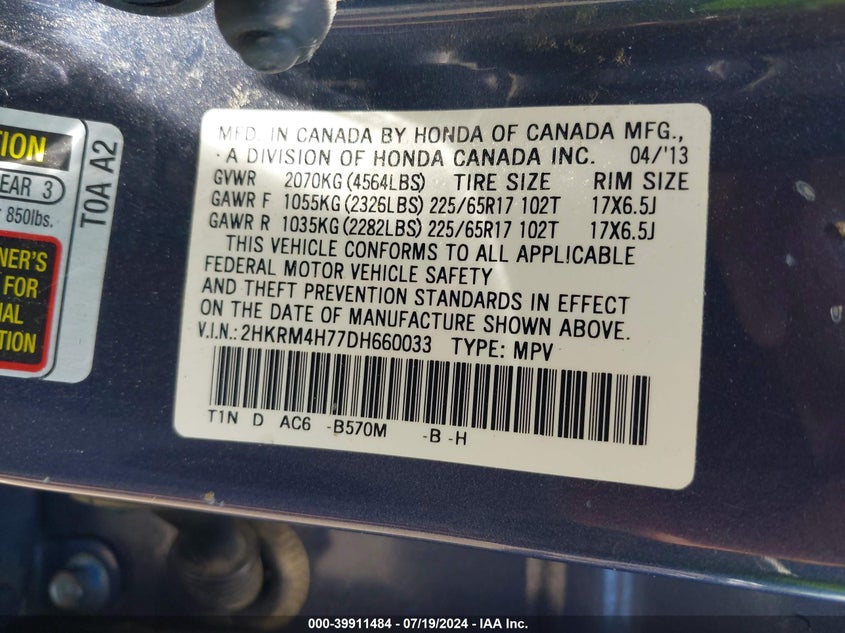 TION
EAR 3
850lbs.
NER'S
FOR
TION
T0A A2
MFD. IN CANADA BY HONDA OF CANADA MFG.,
A DIVISION OF HONDA CANADA INC. 04/'13
GVWR 2070KG (4564LBS) TIRE SIZE RIM SIZE
GAWR F 1055KG (2326LBS) 225/65R17 102T 17X6.5J
GAWR R 1035KG (2282LBS) 225/65R17 102T 17X6.5J
THIS VEHICLE CONFORMS TO ALL APPLICABLE
FEDERAL MOTOR VEHICLE SAFETY
AND THEFT PREVENTION STANDARDS IN EFFECT
ON THE DATE OF MANUFACTURE SHOWN ABOVE.
V.I.N.: 2HKRM4H77DH660033 TYPE: MPV
T1N D AC6 -B570M -B -H
000-39911484 - 07/19/2024 - IAA Inc.